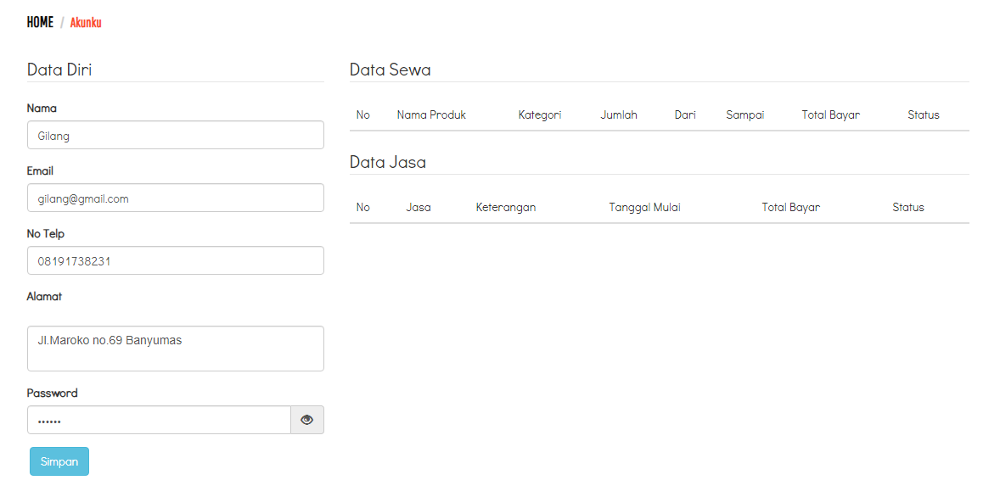 HOME / Akunku
Data Diri
Nama
Gilang
Email
gilang@gmail.com
No Telp
08191738231
Alamat
Jl.Maroko no.69 Banyumas
Password
••••••
Simpan
Data Sewa
No Nama Produk Kategori Jumlah Dari Sampai Total Bayar Status
Data Jasa
No Jasa Keterangan Tanggal Mulai Total Bayar Status